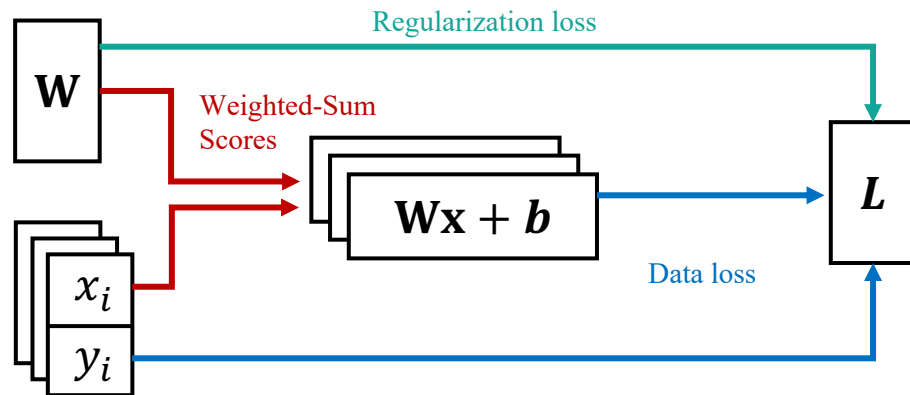 Regularization loss
W
Weighted-Sum
Scores
Wx + b
L
x_i
Data loss
y_i